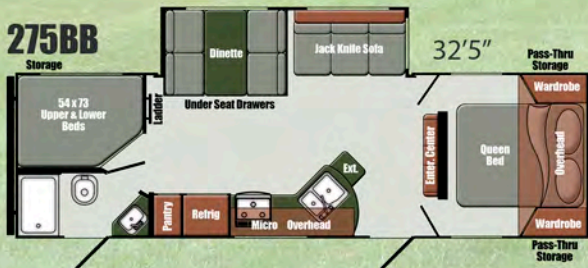 275BB
Storage
54 x 73
Upper & Lower
Beds
Ladder
Dinette
Under Seat Drawers
Jack Knife Sofa
32'5"
Pass-Thru
Storage
Wardrobe
Enter. Center
Queen
Bed
Overhead
Wardrobe
Pass-Thru
Storage
Pantry
Refrig
Micro
Overhead
Ext.